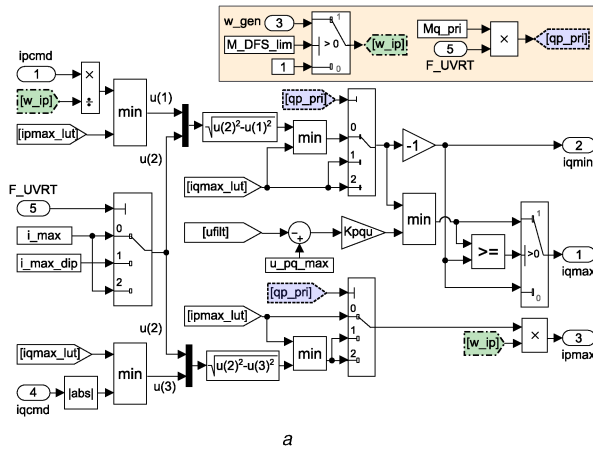 w_gen
3
1
M_DFS_lim
> 0
[w_ip]
1
0
Mq_pri
5
×
[qp_pri]
F_UVRT
ipcmd
1
×
[w_ip]
÷
[ipmax_lut]
min
u(1)
u(2)
√u(2)²-u(1)²
[qp_pri]
min
0
1
2
[iqmax_lut]
-1
2
iqmin
F_UVRT
5
i_max
0
i_max_dip
1
2
[ufilt]
−
+
Kpqu
u_pq_max
min
>=
1
>0
0
1
iqmax
[qp_pri]
u(2)
[ipmax_lut]
0
1
2
min
[w_ip]
×
3
ipmax
[iqmax_lut]
min
√u(2)²-u(3)²
4
|abs|
u(3)
iqcmd
a